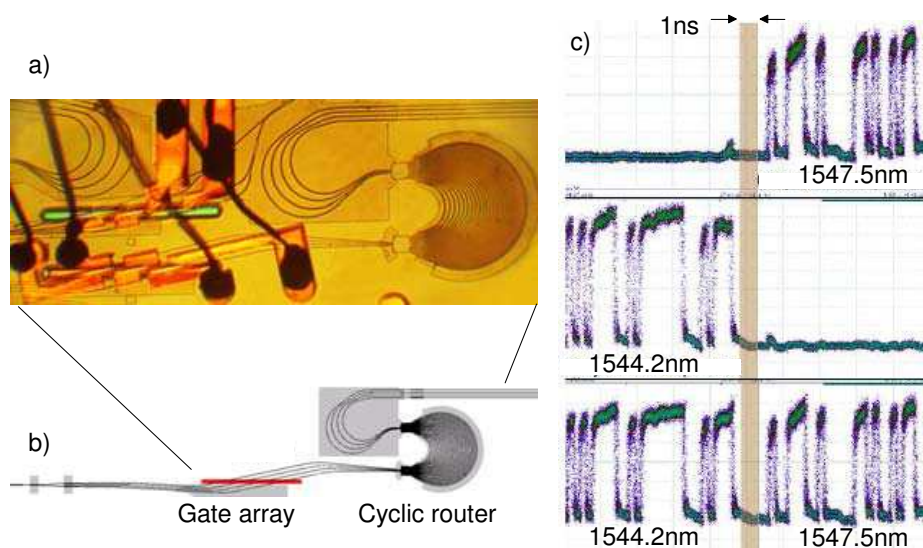 a)
b)
Gate array
Cyclic router
c)
1ns
1547.5nm
1544.2nm
1544.2nm
1547.5nm